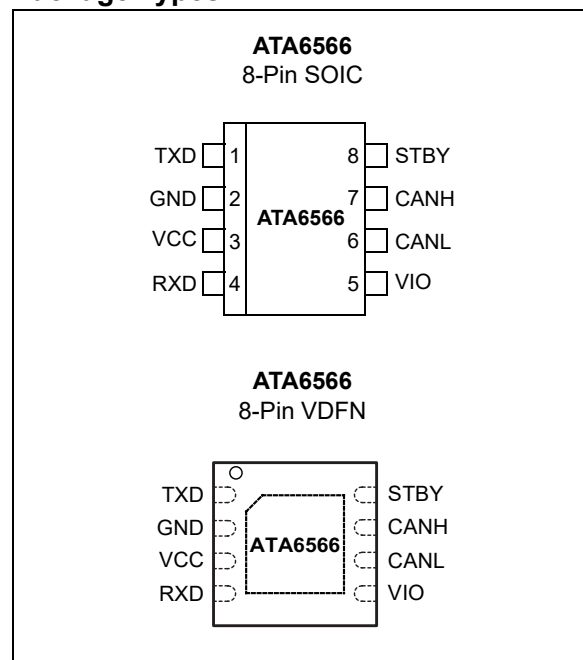 ATA6566
8-Pin SOIC
TXD 1 8 STBY
GND 2 7 CANH
ATA6566
VCC 3 6 CANL
RXD 4 5 VIO
ATA6566
8-Pin VDFN
TXD STBY
GND CANH
ATA6566
VCC CANL
RXD VIO